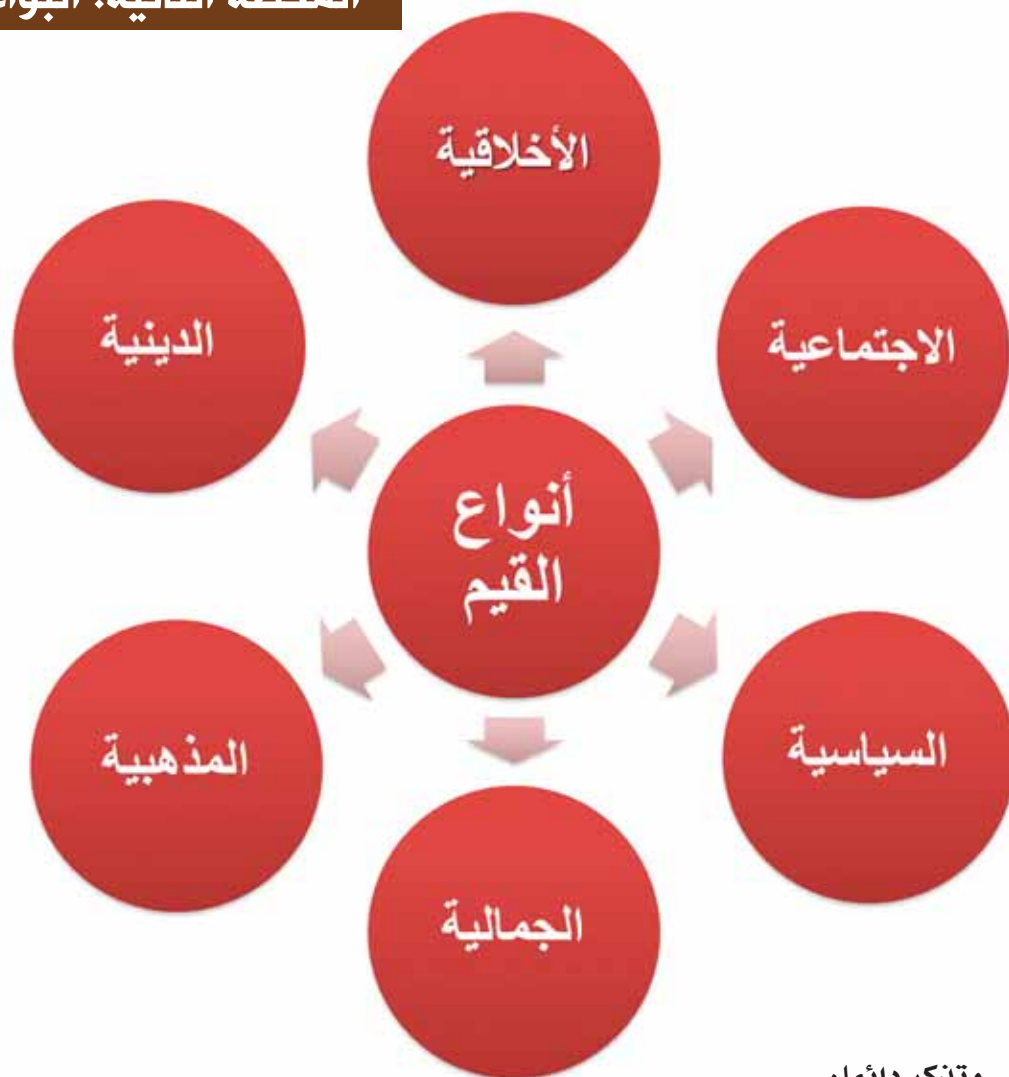 الأخلاقية
الاجتماعية
الدينية
أنواع
القيم
السياسية
المذهبية
الجمالية